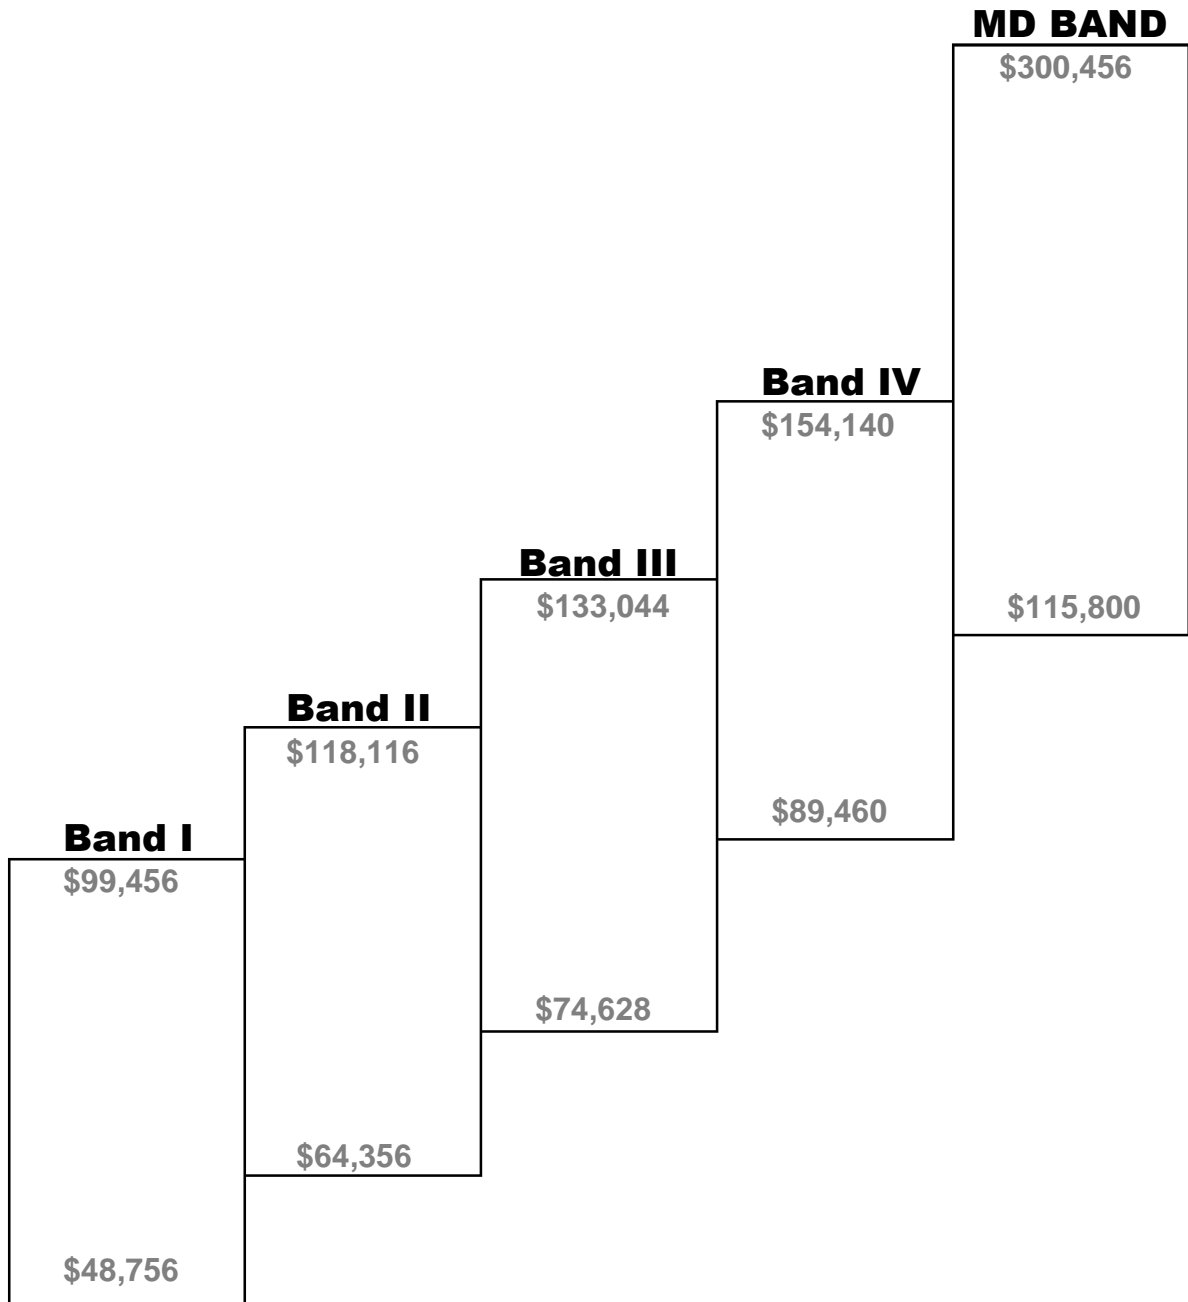 MD BAND
$300,456
Band IV
$154,140
Band III
$133,044
$115,800
Band II
$118,116
$89,460
Band I
$99,456
$74,628
$64,356
$48,756